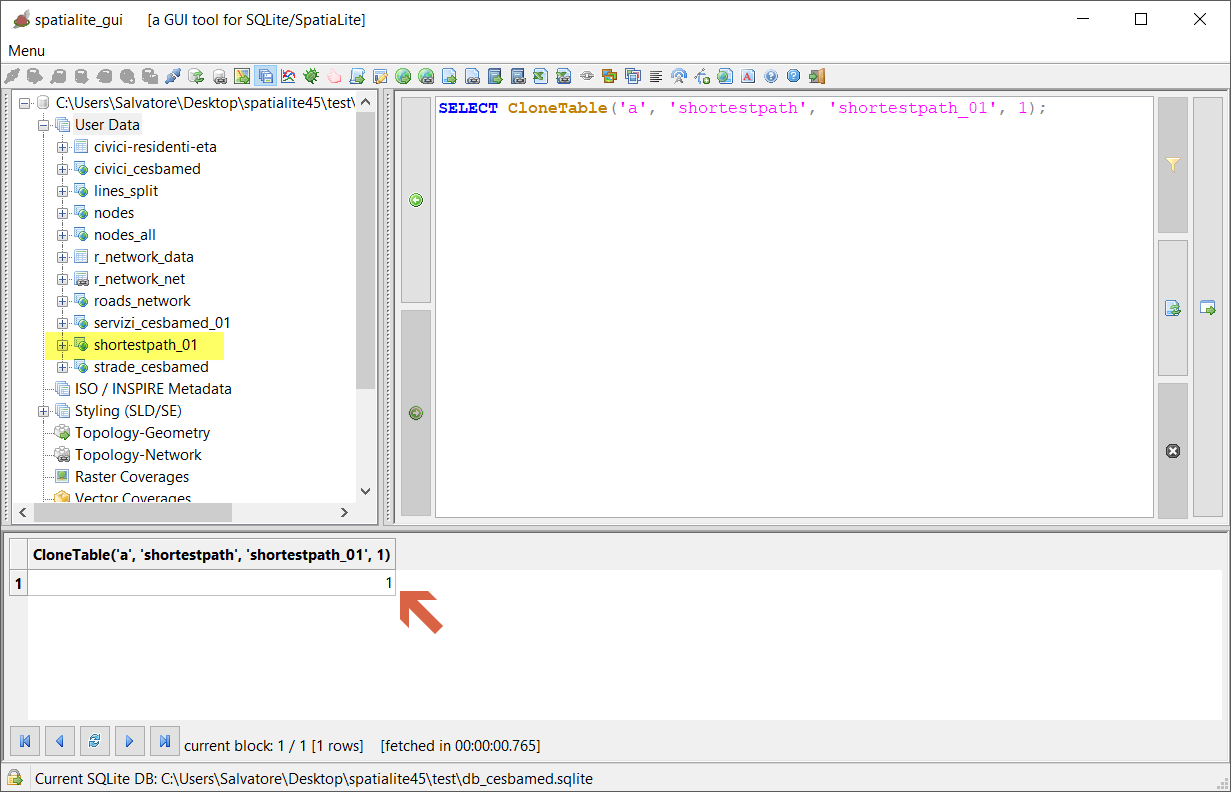 spatialite_gui [a GUI tool for SQLite/SpatiaLite]
Menu
C:\Users\Salvatore\Desktop\spatialite45\test\
User Data
civici-residenti-eta
civici_cesbamed
lines_split
nodes
nodes_all
r_network_data
r_network_net
roads_network
servizi_cesbamed_01
shortestpath_01
strade_cesbamed
ISO / INSPIRE Metadata
Styling (SLD/SE)
Topology-Geometry
Topology-Network
Raster Coverages
Vector Coverages
SELECT CloneTable('a', 'shortestpath', 'shortestpath_01', 1);
CloneTable('a', 'shortestpath', 'shortestpath_01', 1)
1 1
current block: 1 / 1 [1 rows] [fetched in 00:00:00.765]
Current SQLite DB: C:\Users\Salvatore\Desktop\spatialite45\test\db_cesbamed.sqlite